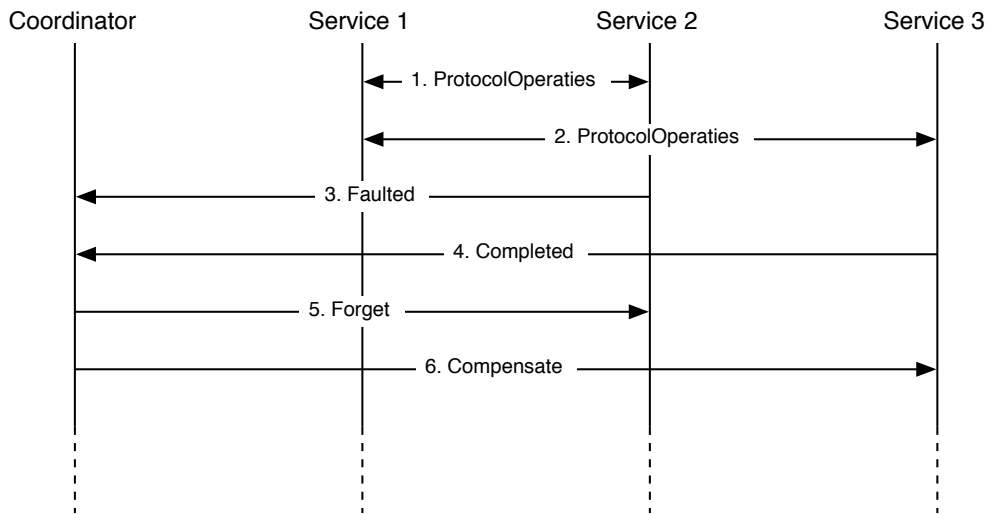 Coordinator Service 1 Service 2 Service 3
1. ProtocolOperaties
2. ProtocolOperaties
3. Faulted
4. Completed
5. Forget
6. Compensate